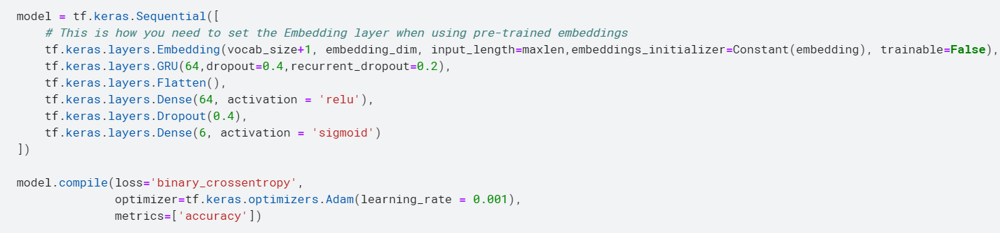 model = tf.keras.Sequential([
    # This is how you need to set the Embedding layer when using pre-trained embeddings
    tf.keras.layers.Embedding(vocab_size+1, embedding_dim, input_length=maxlen,embeddings_initializer=Constant(embedding), trainable=False),
    tf.keras.layers.GRU(64,dropout=0.4,recurrent_dropout=0.2),
    tf.keras.layers.Flatten(),
    tf.keras.layers.Dense(64, activation = 'relu'),
    tf.keras.layers.Dropout(0.4),
    tf.keras.layers.Dense(6, activation = 'sigmoid')
])

model.compile(loss='binary_crossentropy',
              optimizer=tf.keras.optimizers.Adam(learning_rate = 0.001),
              metrics=['accuracy'])